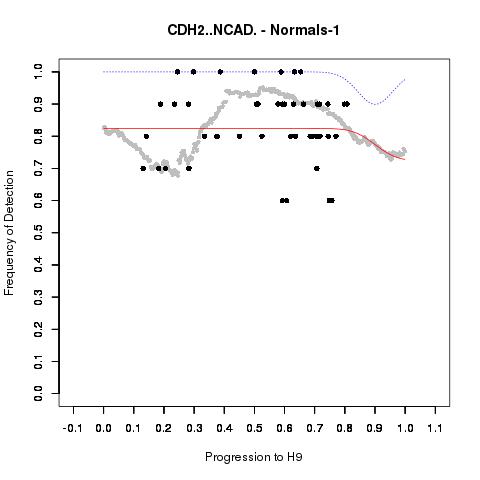 CDH2..NCAD. - Normals-1
Frequency of Detection
1.0
0.9
0.8
0.7
0.6
0.5
0.4
0.3
0.2
0.1
0.0
-0.1 0.0 0.1 0.2 0.3 0.4 0.5 0.6 0.7 0.8 0.9 1.0 1.1
Progression to H9